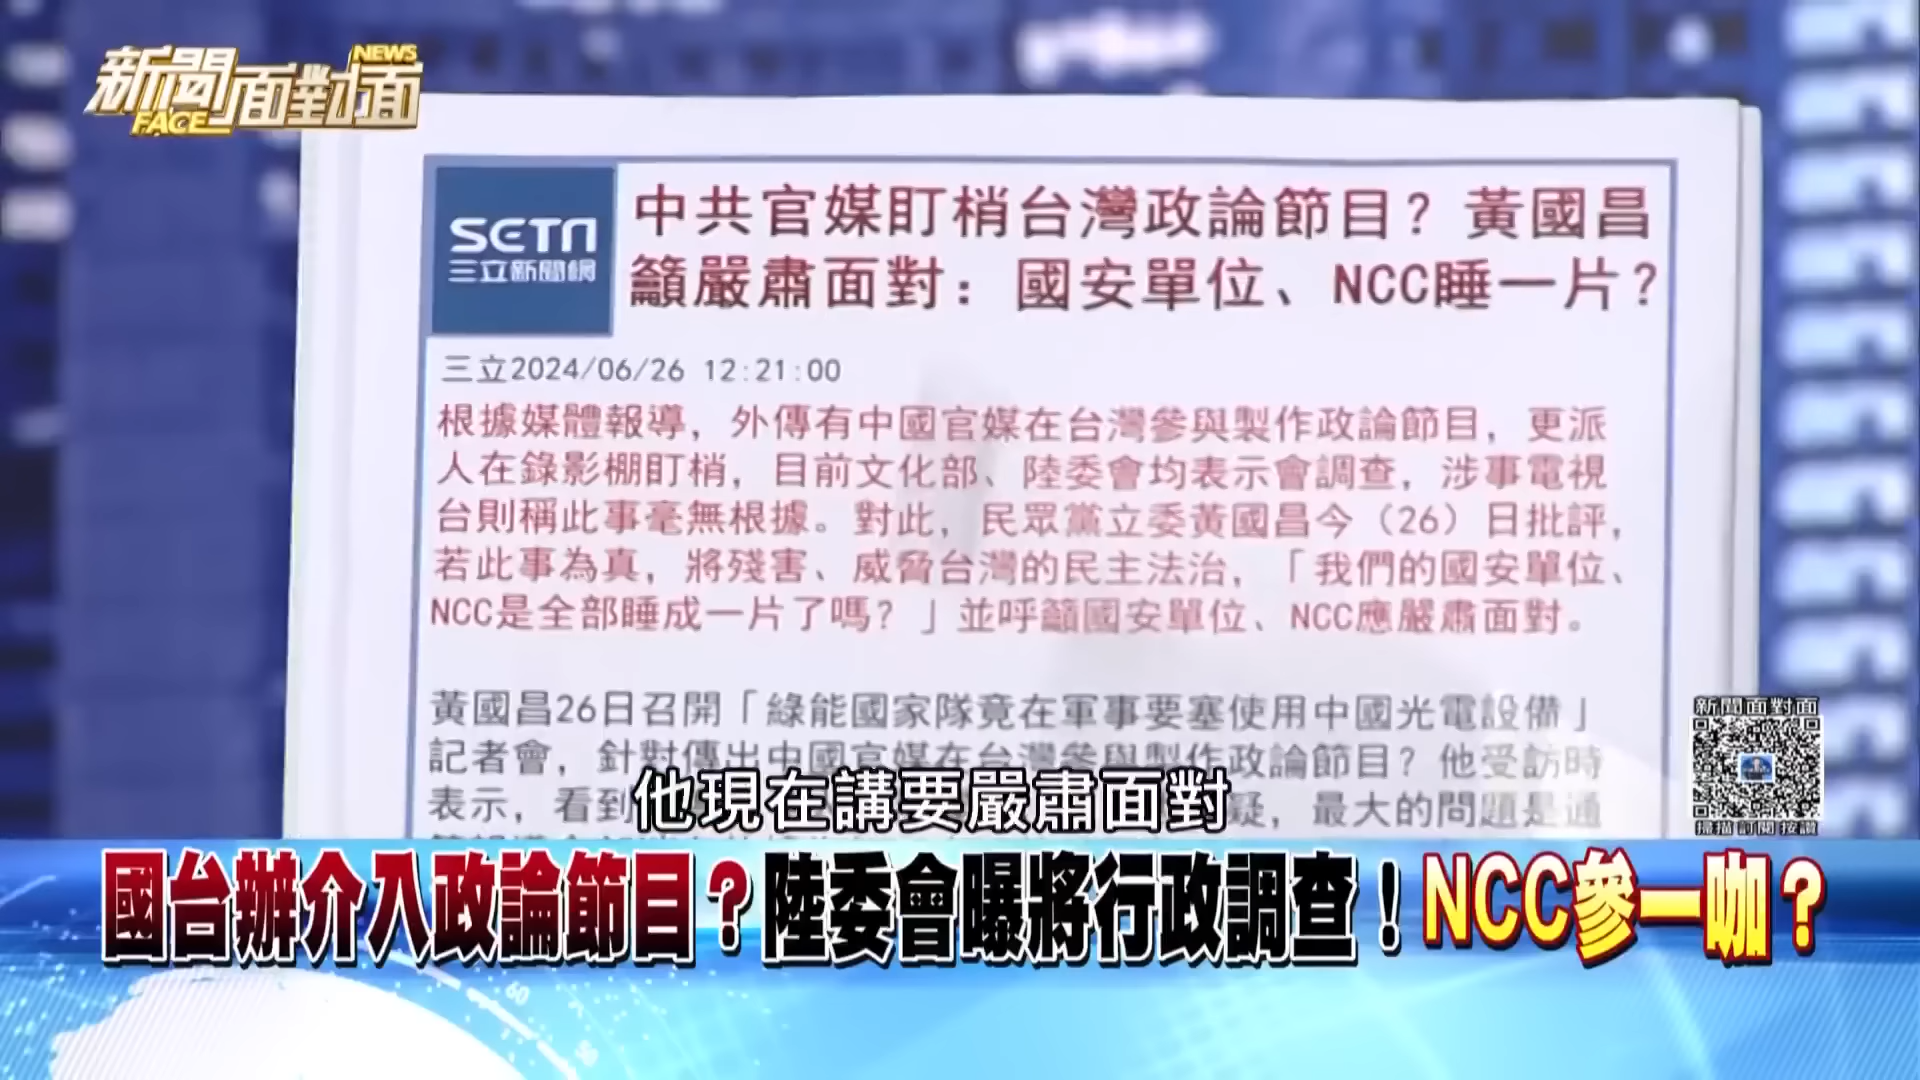 新聞面對面
NEWS
FACE
SETN
三立新聞網
中共官媒盯梢台灣政論節目？黃國昌
籲嚴肅面對：國安單位、NCC睡一片？
三立2024/06/26 12:21:00
根據媒體報導，外傳有中國官媒在台灣參與製作政論節目，更派
人在錄影棚盯梢，目前文化部、陸委會均表示會調查，涉事電視
台則稱此事毫無根據。對此，民眾黨立委黃國昌今（26）日批評，
若此事為真，將殘害、威脅台灣的民主法治，「我們的國安單位、
NCC是全部睡成一片了嗎？」並呼籲國安單位、NCC應嚴肅面對。
黃國昌26日召開「綠能國家隊竟在軍事要塞使用中國光電設備」
記者會，針對傳出中國官媒在台灣參與製作政論節目？他受訪時
表示，看到
疑，最大的問題是通
他現在講要嚴肅面對
新聞面對面
掃描 訂閱 按讚
國台辦介入政論節目？陸委會曝將行政調查！NCC參一咖？